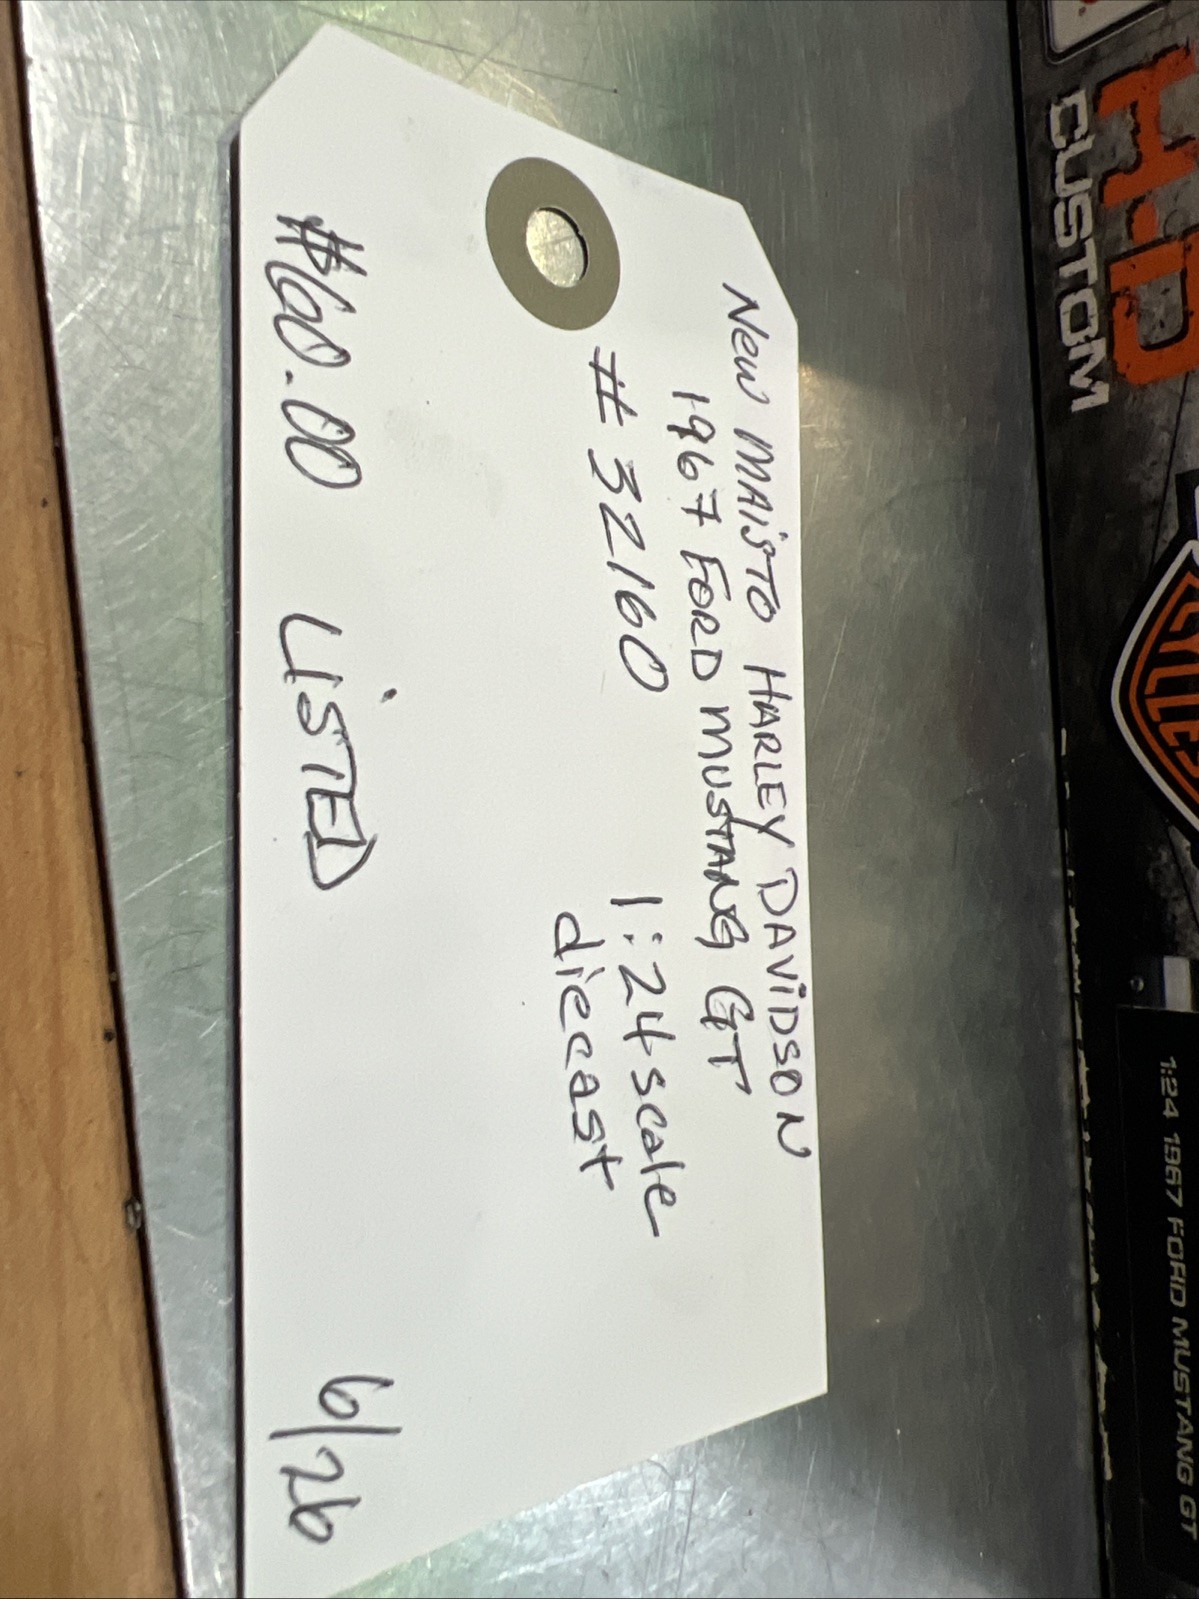 H-D
CUSTOM
CYCLES
1:24 1967 FORD MUSTANG GT
New MAiSTO HARLEY DAViDSON
1967 FORD MUSTANG GT
# 32160
1:24 scale
diecast
$60.00 LiSTED
6/26